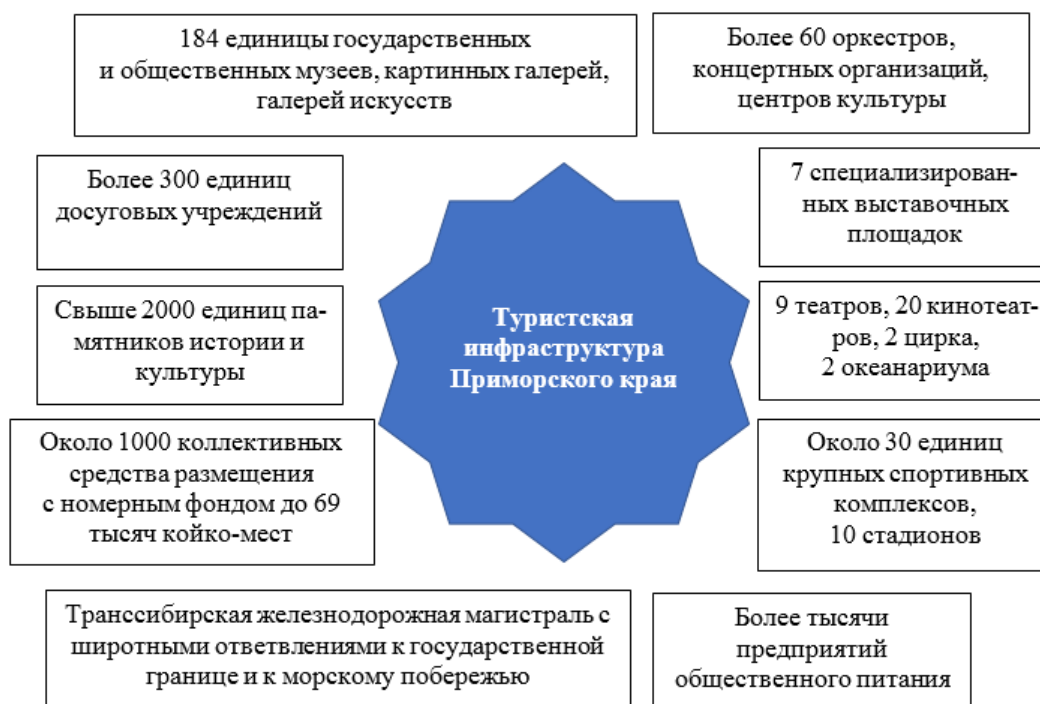 184 единицы государственных
и общественных музеев, картинных галерей,
галерей искусств
Более 60 оркестров,
концертных организаций,
центров культуры
Более 300 единиц
досуговых учреждений
7 специализирован-
ных выставочных
площадок
Свыше 2000 единиц па-
мятников истории и
культуры
Туристская
инфраструктура
Приморского края
9 театров, 20 кинотеат-
ров, 2 цирка,
2 океанариума
Около 1000 коллективных
средства размещения
с номерным фондом до 69
тысяч койко-мест
Около 30 единиц
крупных спортивных
комплексов,
10 стадионов
Транссибирская железнодорожная магистраль с
широтными ответвлениями к государственной
границе и к морскому побережью
Более тысячи
предприятий
общественного питания